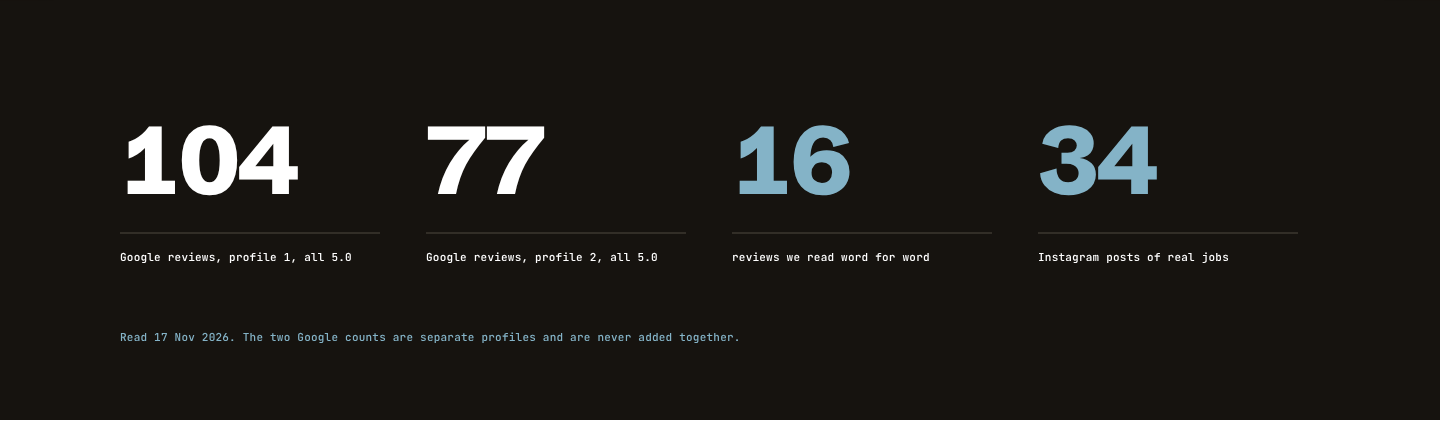 104
77
16
34
Google reviews, profile 1, all 5.0
Google reviews, profile 2, all 5.0
reviews we read word for word
Instagram posts of real jobs
Read 17 Nov 2026. The two Google counts are separate profiles and are never added together.